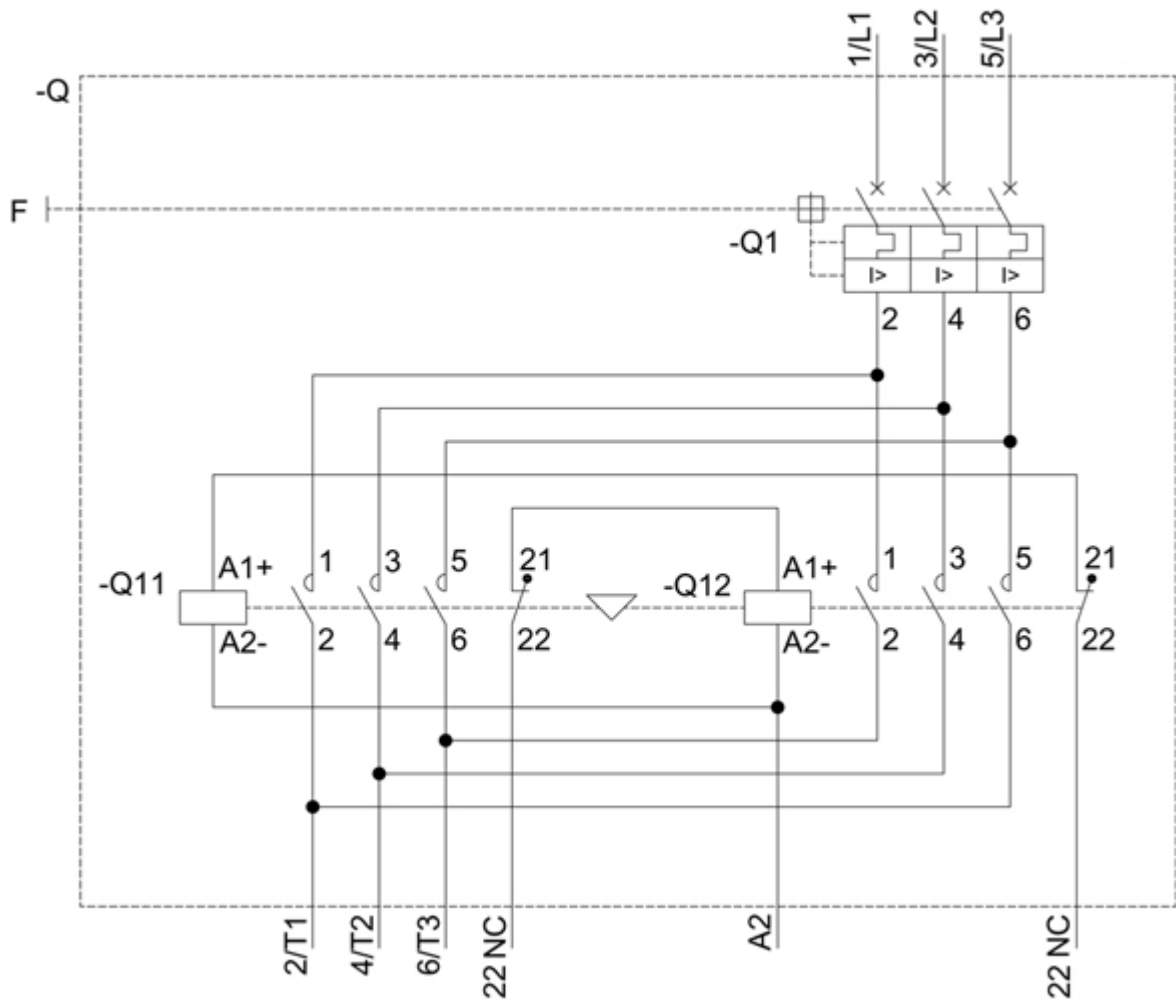 1/L1 3/L2 5/L3
-Q
F
-Q1
I> I> I>
2 4 6
1 3 5 21 1 3 5 21
-Q11 A1+ -Q12 A1+
A2- 2 4 6 22 A2- 2 4 6 22
2/T1 4/T2 6/T3 22 NC A2 22 NC